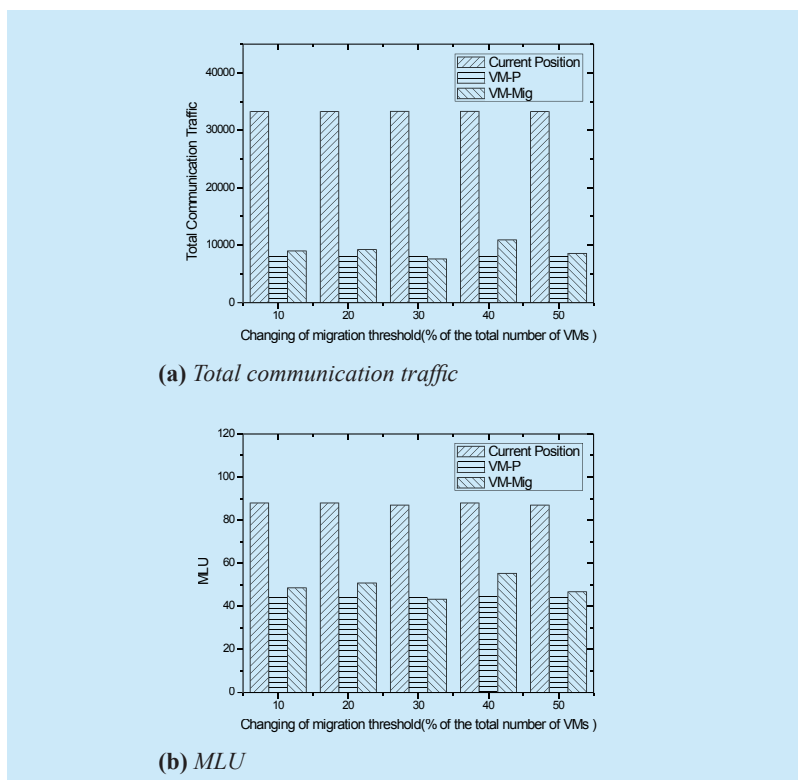 40000
30000
20000
10000
0
Total Communication Traffic
Current Position
VM-P
VM-Mig
10 20 30 40 50
Changing of migration threshold(% of the total number of VMs )
(a) Total communication traffic
120
100
80
60
40
20
0
MLU
Current Position
VM-P
VM-Mig
10 20 30 40 50
Changing of migration threshold(% of the total number of VMs )
(b) MLU